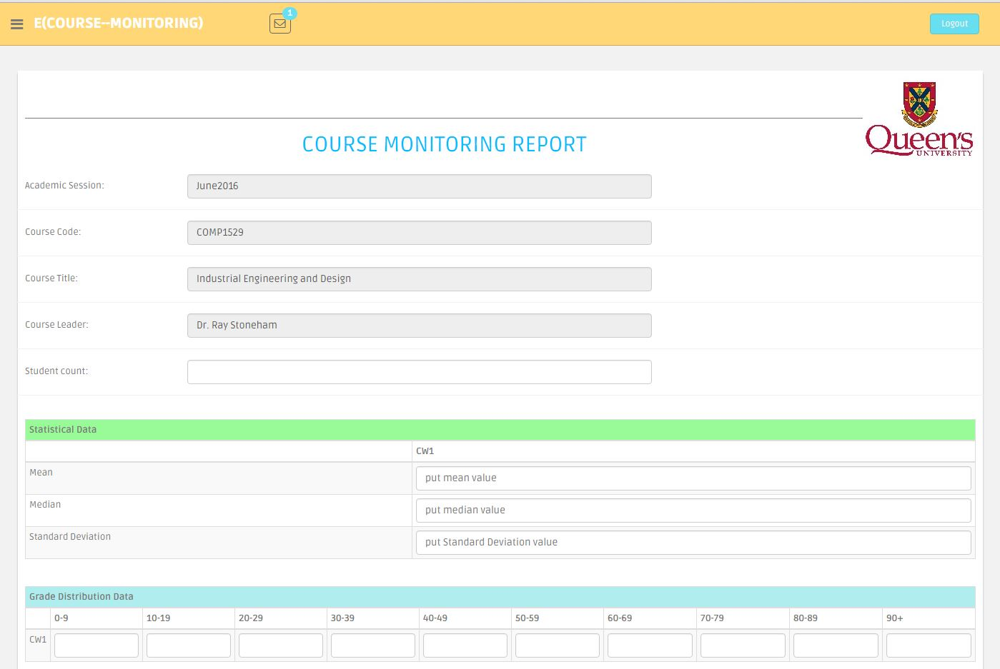 E(COURSE--MONITORING)
1
Logout
Queen's
UNIVERSITY
COURSE MONITORING REPORT
Academic Session: June2016
Course Code: COMP1529
Course Title: Industrial Engineering and Design
Course Leader: Dr. Ray Stoneham
Student count:
Statistical Data
CW1
Mean put mean value
Median put median value
Standard Deviation put Standard Deviation value
Grade Distribution Data
0-9 10-19 20-29 30-39 40-49 50-59 60-69 70-79 80-89 90+
CW1